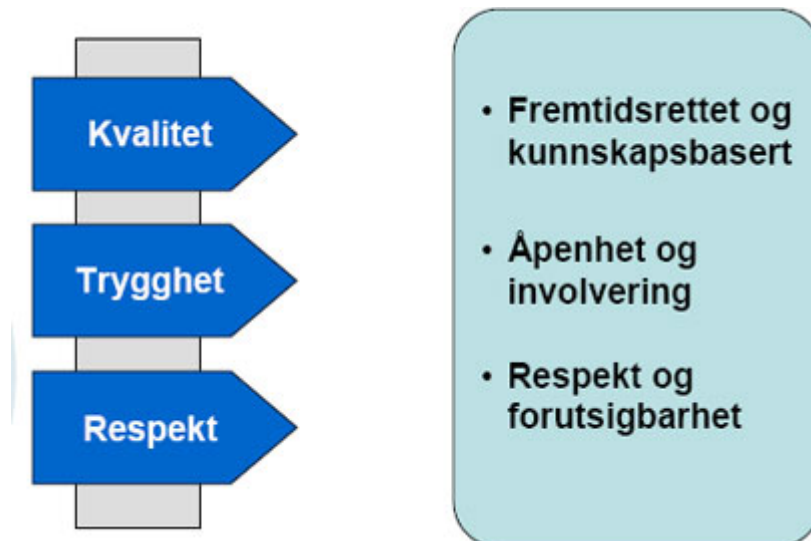 Kvalitet
Trygghet
Respekt
• Fremtidsrettet og
kunnskapsbasert
• Åpenhet og
involvering
• Respekt og
forutsigbarhet